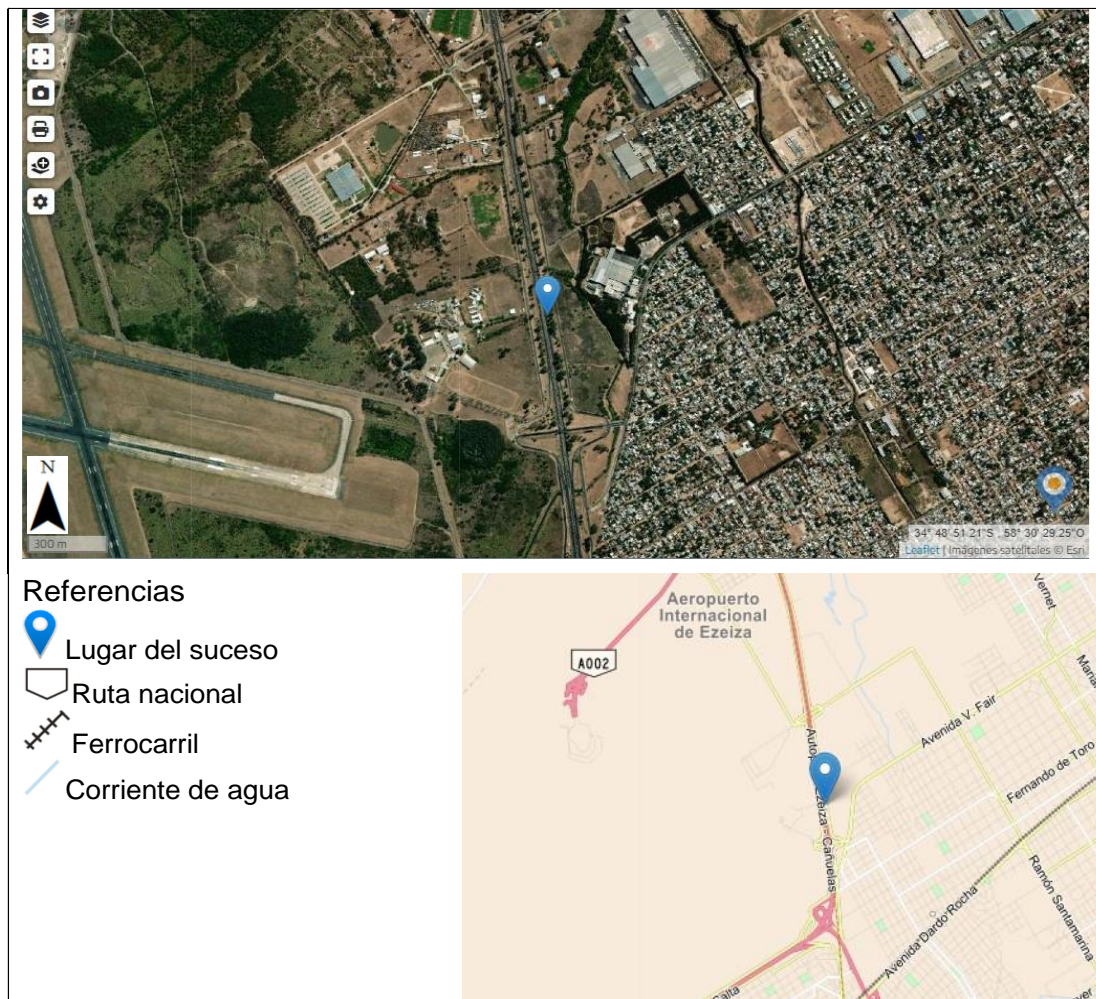 N
300 m
34° 48' 51.21"S , 58° 30' 29.25"O
Leaflet | Imágenes satelitales © Esri
Referencias
Lugar del suceso
Ruta nacional
Ferrocarril
Corriente de agua
Aeropuerto
Internacional
de Ezeiza
A002
Vernet
Avenida V. Fair
Fernando de Toro
Ezeiza - Cañuelas
Avenida Dardo Rocha
Ramón Santamarina